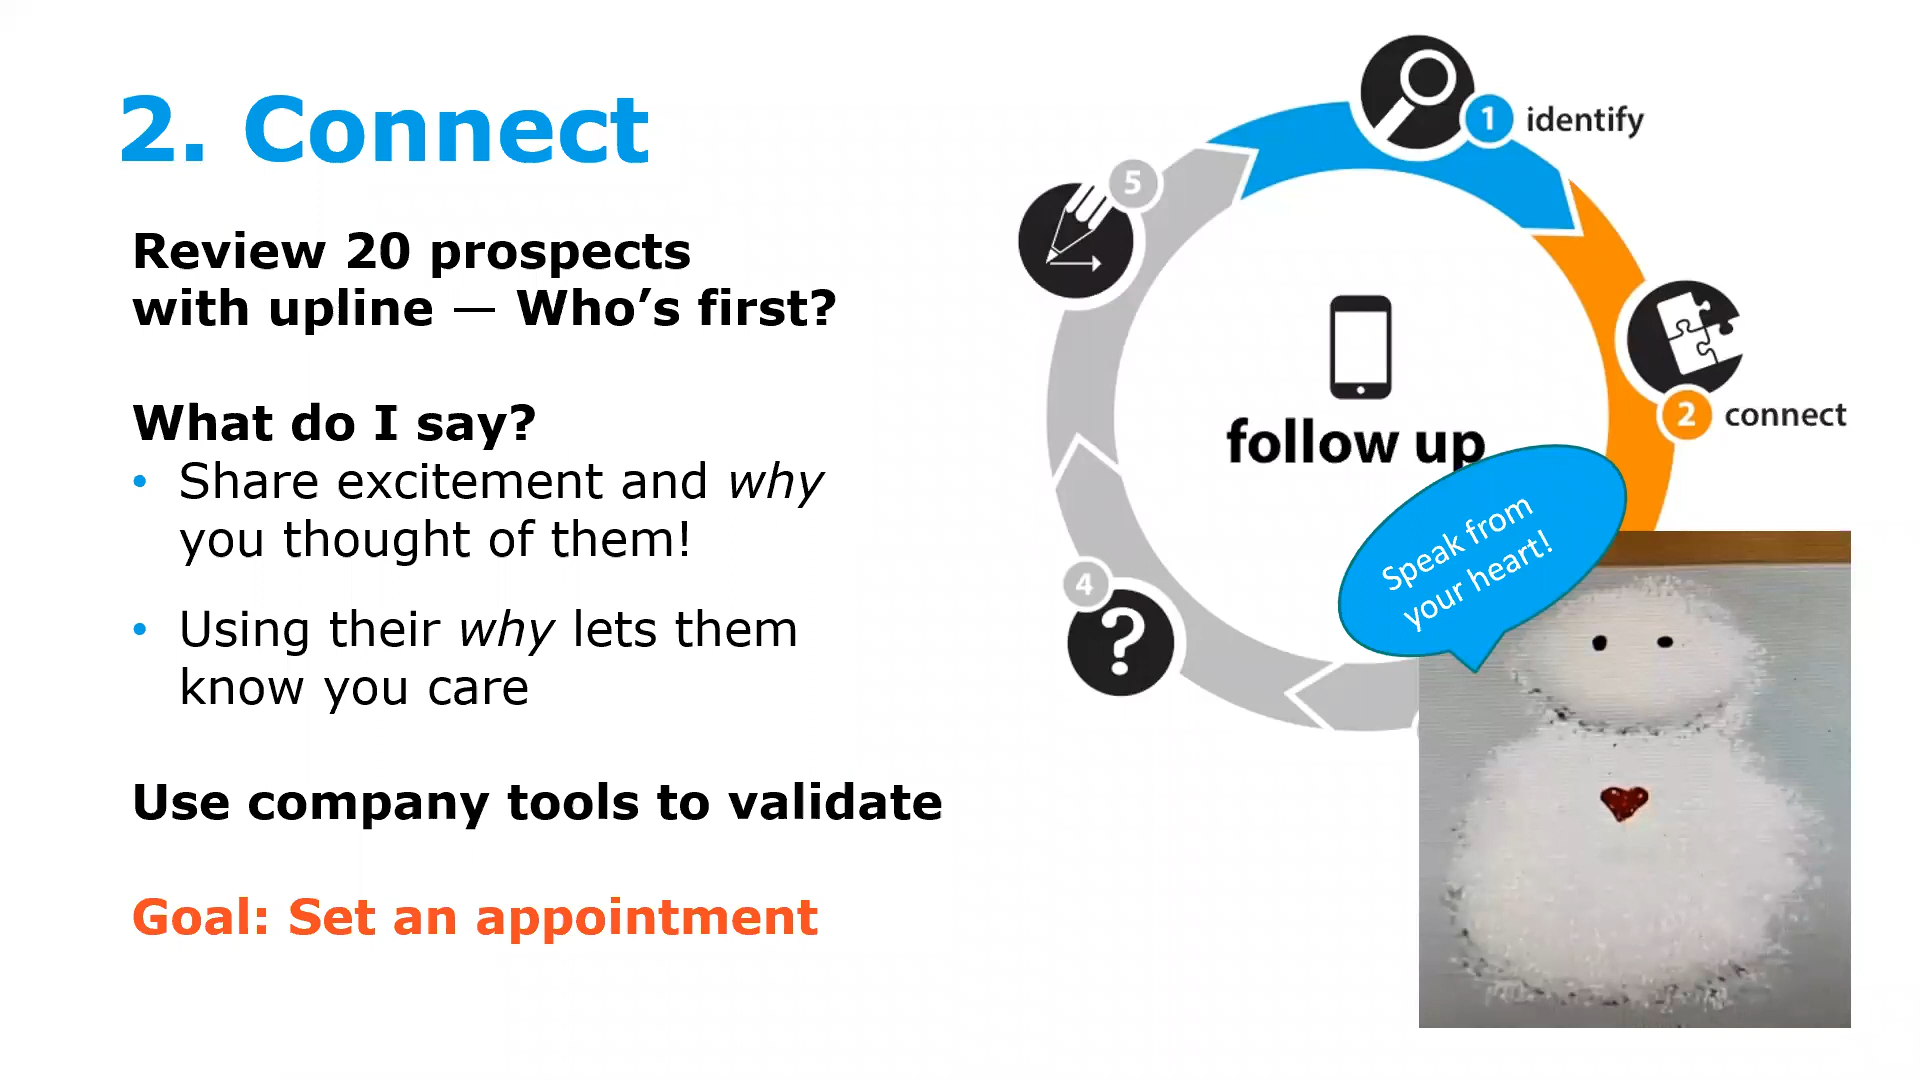 2. Connect
Review 20 prospects
with upline — Who’s first?
What do I say?
• Share excitement and why
you thought of them!
• Using their why lets them
know you care
Use company tools to validate
Goal: Set an appointment
1 identify
5
2 connect
follow up
4
?
Speak from
your heart!